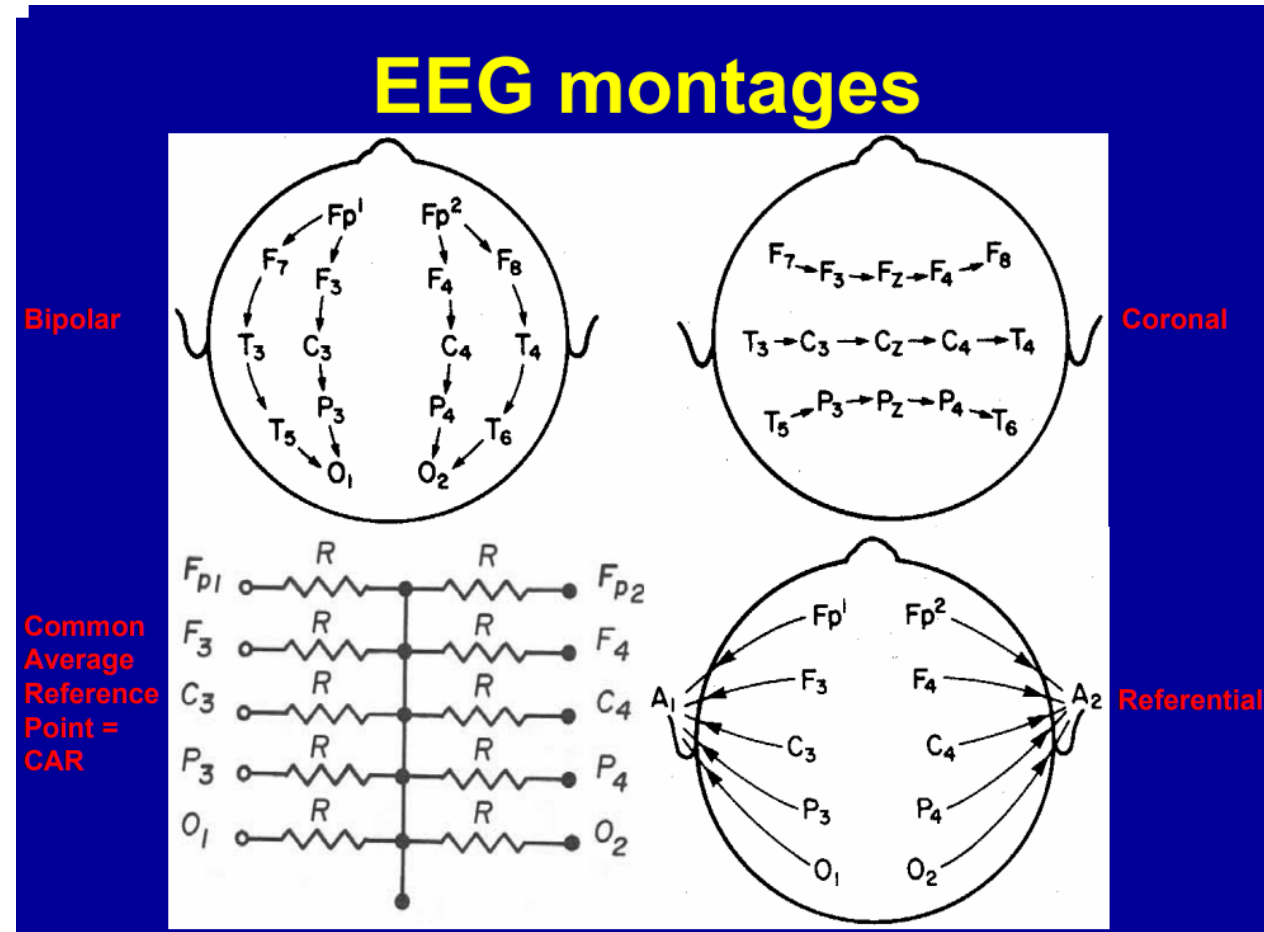 EEG montages
Bipolar
Fp¹ Fp²
F₇ F₃ F₄ F₈
T₃ C₃ C₄ T₄
P₃ P₄
T₅ T₆
O₁ O₂
Coronal
F₇ F₃ F_Z F₄ F₈
T₃ C₃ C_Z C₄ T₄
T₅ P₃ P_Z P₄ T₆
Common
Average
Reference
Point =
CAR
Fp1 R R Fp2
F₃ R R F₄
C₃ R R C₄
P₃ R R P₄
O₁ R R O₂
Referential
Fp¹ Fp²
F₃ F₄
A₁ A₂
C₃ C₄
P₃ P₄
O₁ O₂